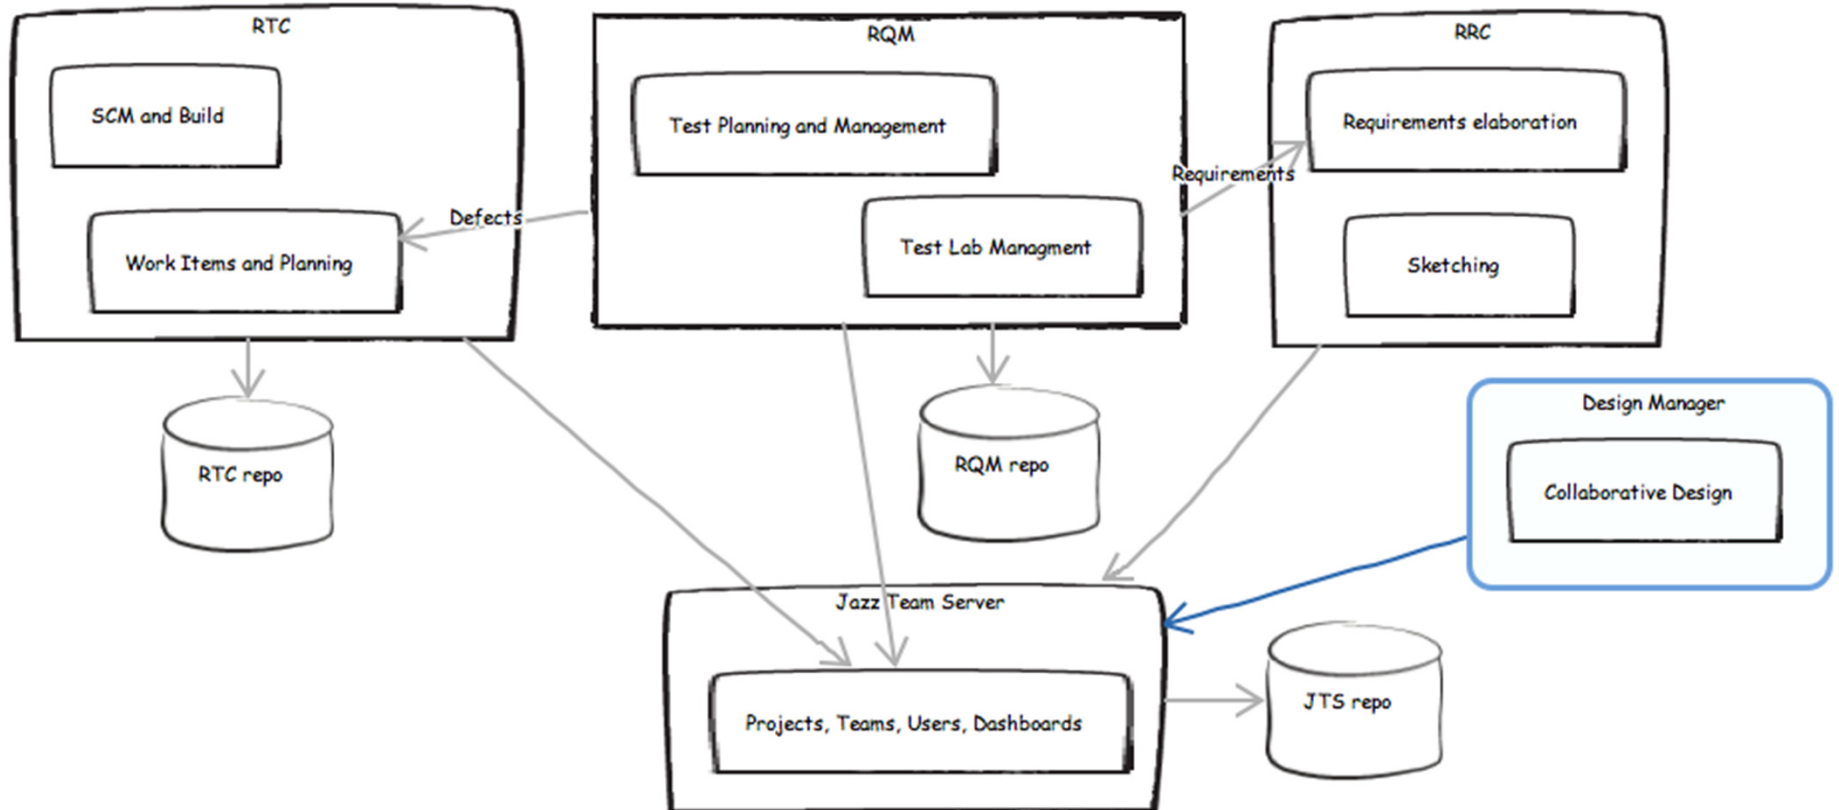 RTC
SCM and Build
Work Items and Planning
RQM
Test Planning and Management
Test Lab Managment
RRC
Requirements elaboration
Sketching
Defects
Requirements
RTC repo
RQM repo
Design Manager
Collaborative Design
Jazz Team Server
Projects, Teams, Users, Dashboards
JTS repo